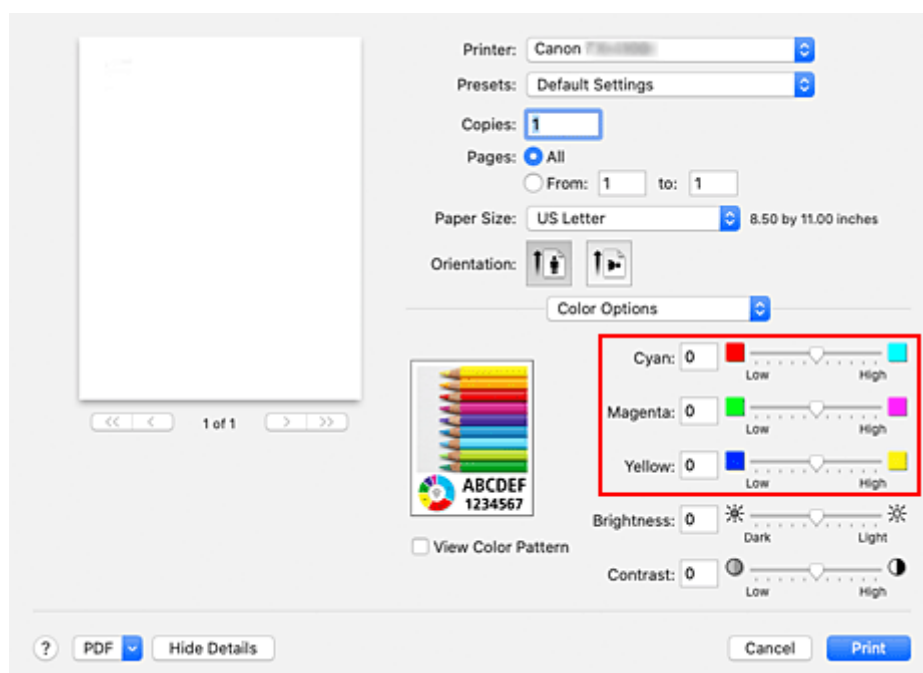 Printer: Canon
Presets: Default Settings
Copies: 1
Pages: All
From: 1 to: 1
Paper Size: US Letter 8.50 by 11.00 inches
Orientation:
Color Options
Cyan: 0
Low High
Magenta: 0
Low High
Yellow: 0
Low High
Brightness: 0
Dark Light
Contrast: 0
Low High
ABCDEF
1234567
View Color Pattern
<< < 1 of 1 > >>
? PDF Hide Details Cancel Print